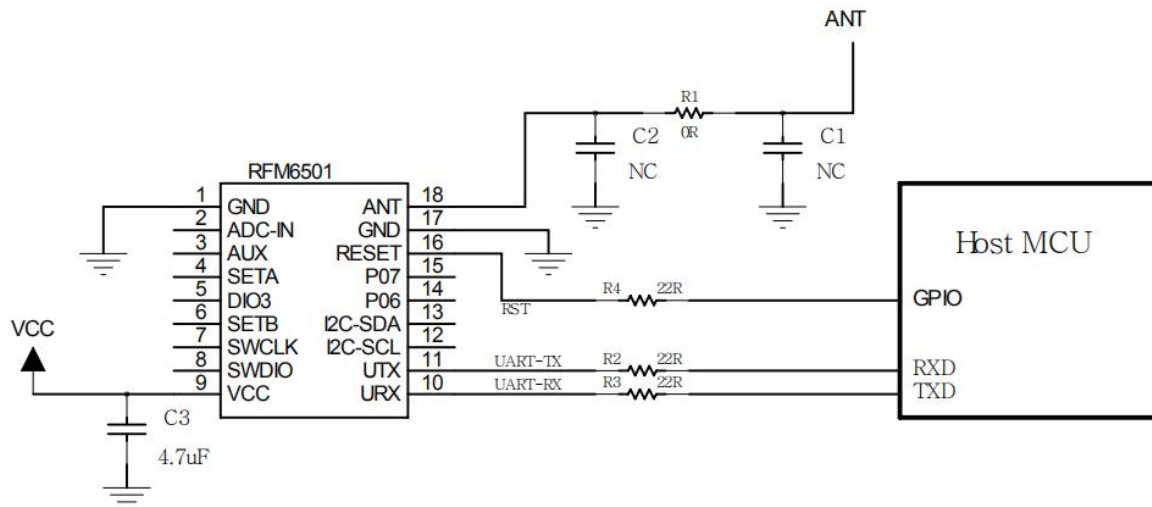 ANT
R1
0R
C2
NC
C1
NC
RFM6501
1 GND ANT 18
2 ADC-IN GND 17
3 AUX RESET 16
4 SETA P07 15
5 DIO3 P06 14
6 SETB I2C-SDA 13
7 SWCLK I2C-SCL 12
8 SWDIO UTX 11
9 VCC URX 10
VCC
C3
4.7uF
RST
R4 22R
UART-TX R2 22R
UART-RX R3 22R
Host MCU
GPIO
RXD
TXD